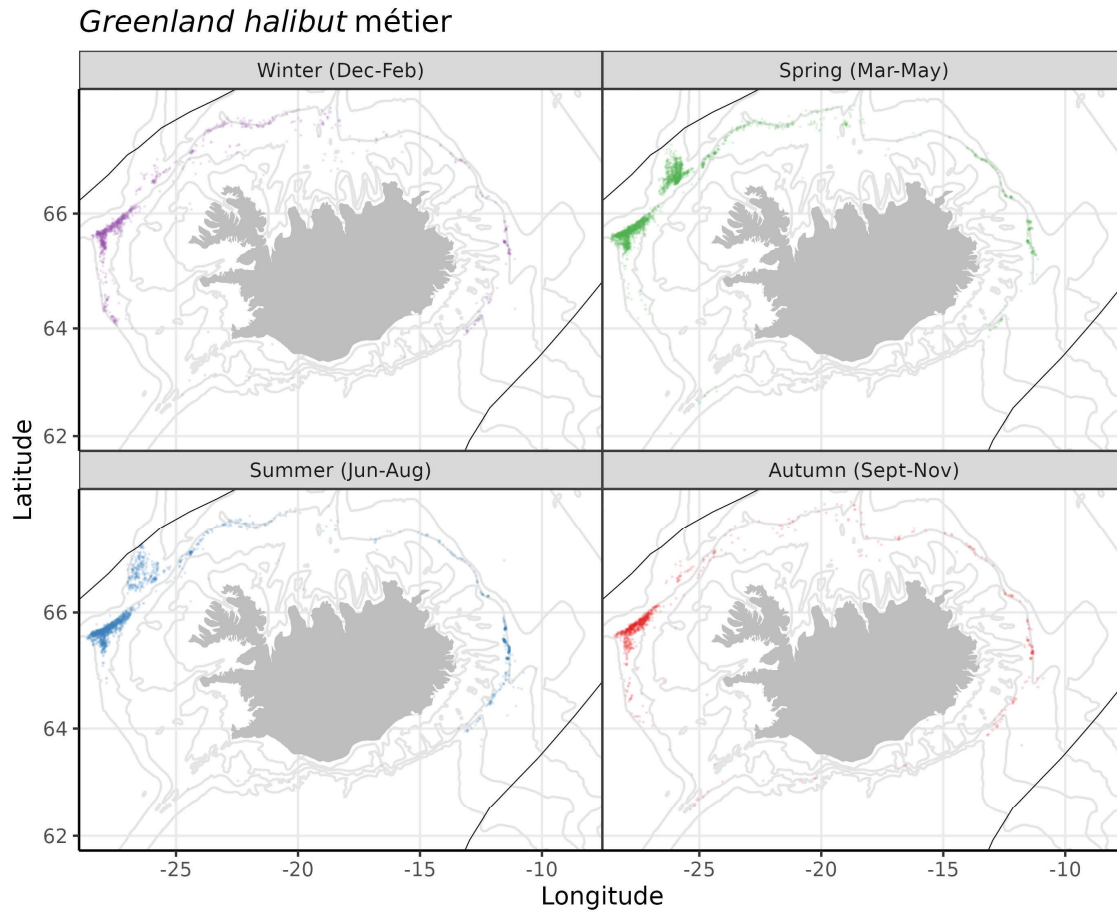 Greenland halibut métier
Winter (Dec-Feb)
Spring (Mar-May)
66
64
62
Summer (Jun-Aug)
Autumn (Sept-Nov)
66
64
62
Latitude
-25
-20
-15
-10
-25
-20
-15
-10
Longitude